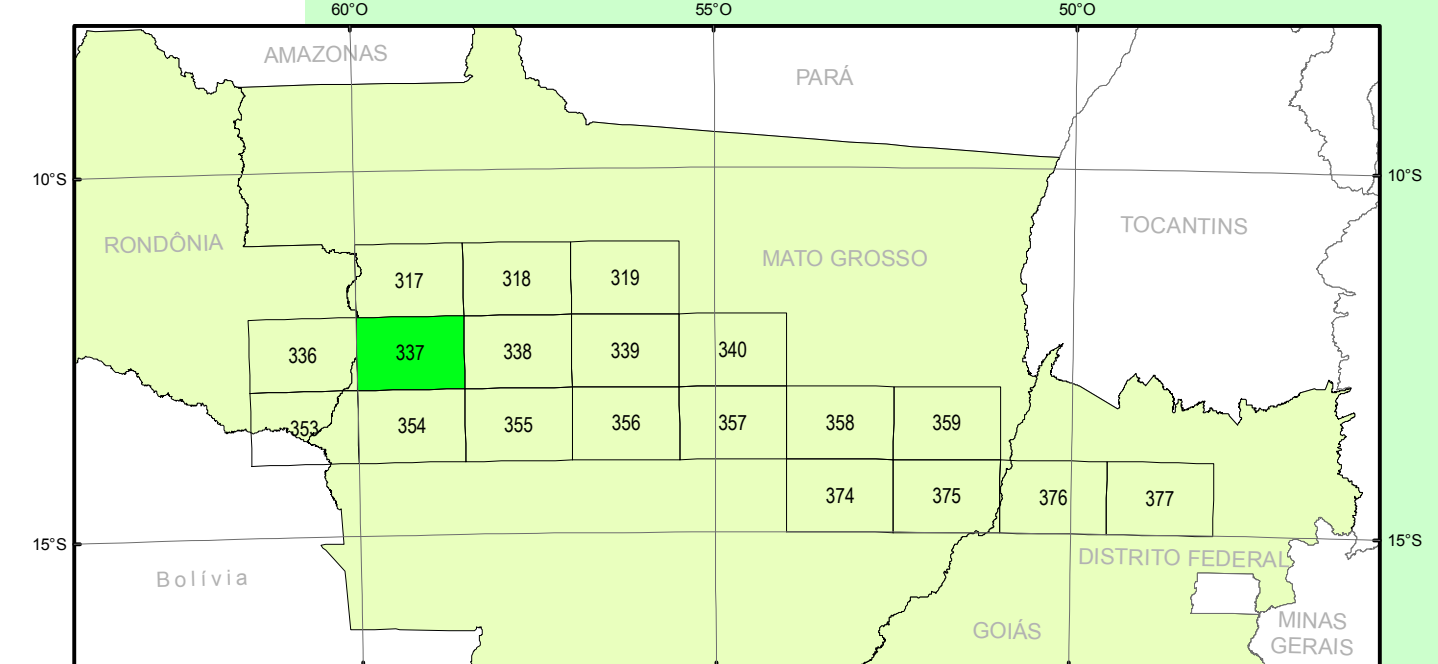 60°O 55°O 50°O
AMAZONAS
PARÁ
10°S 10°S
TOCANTINS
RONDÔNIA
MATO GROSSO
317 318 319
336 337 338 339 340
353 354 355 356 357 358 359
374 375 376 377
15°S 15°S
DISTRITO FEDERAL
Bolívia
GOIÁS
MINAS
GERAIS